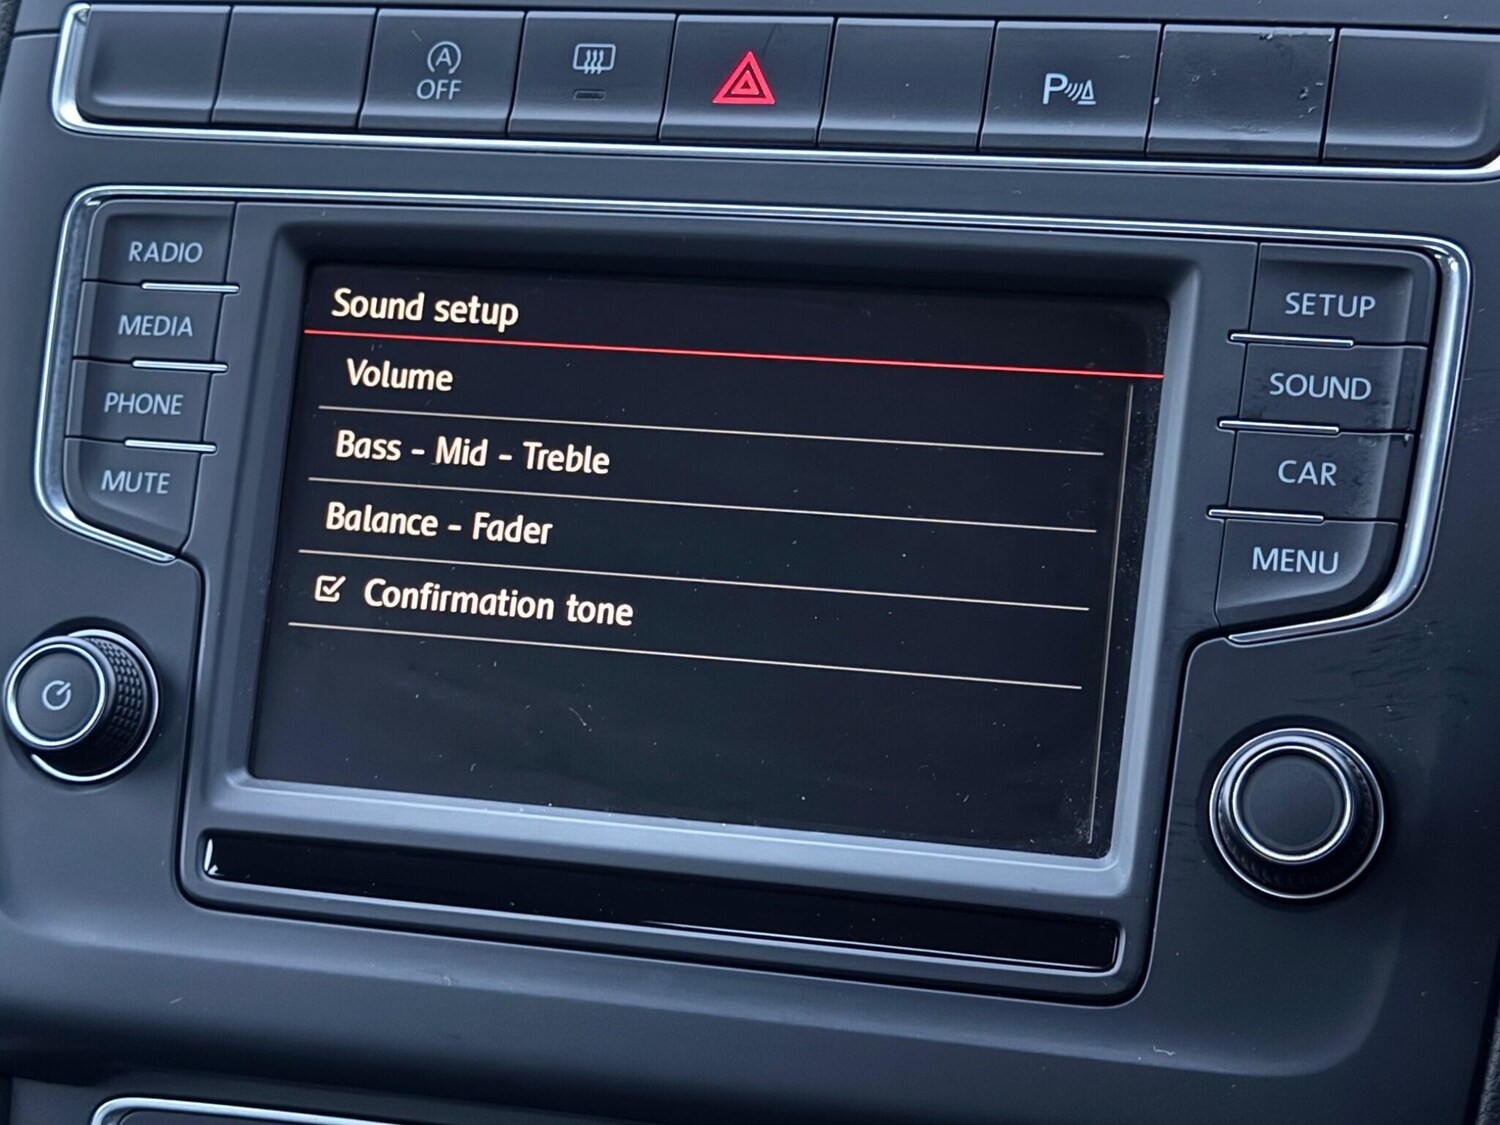 A
OFF
P
RADIO
MEDIA
PHONE
MUTE
Sound setup
Volume
Bass - Mid - Treble
Balance - Fader
Confirmation tone
SETUP
SOUND
CAR
MENU